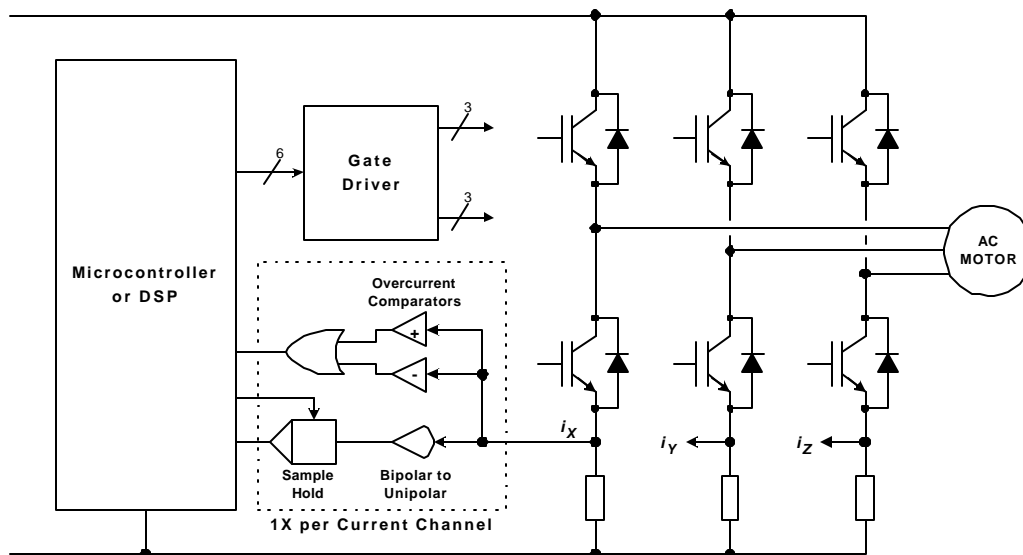 3
6
Gate
Driver
3
AC
MOTOR
Microcontroller
or DSP
Overcurrent
Comparators
+
-
iX
iY
iZ
Sample
Hold
Bipolar to
Unipolar
1X per Current Channel